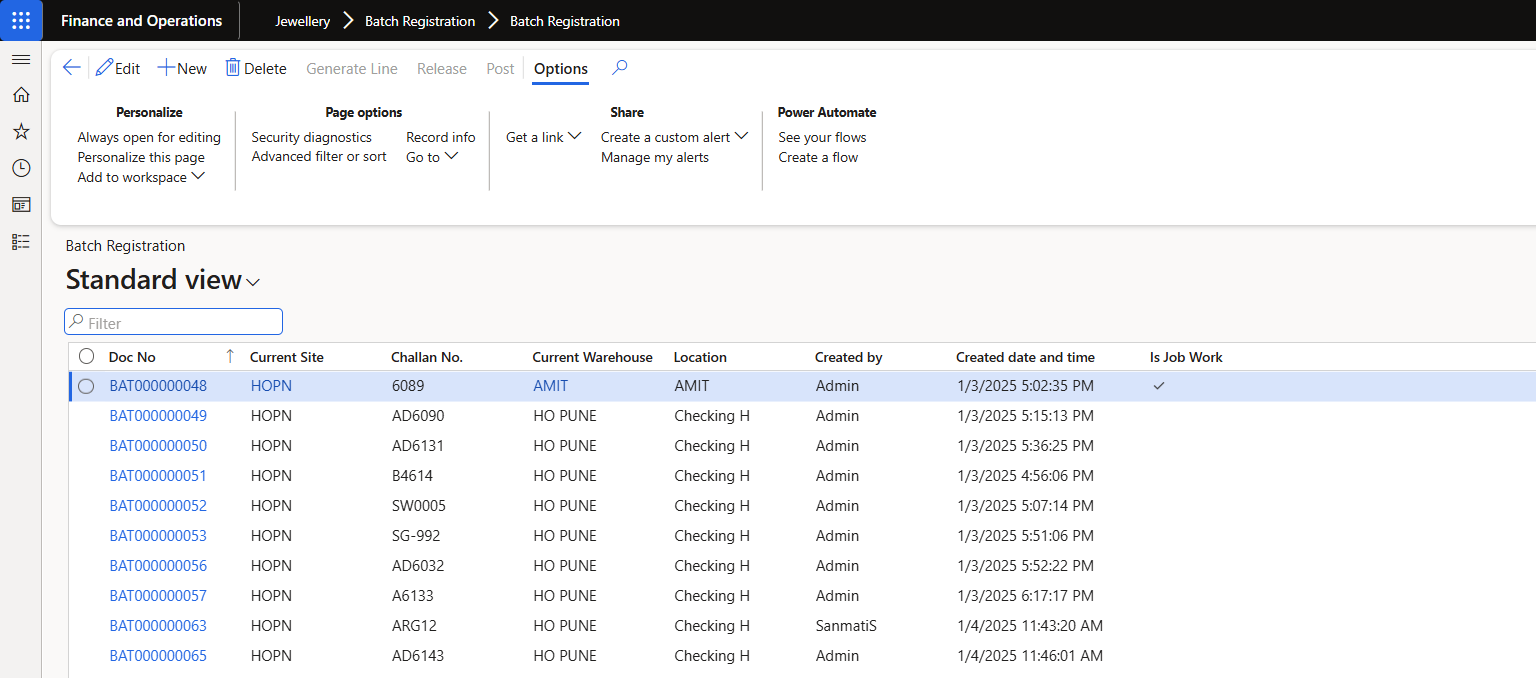 Finance and Operations Jewellery Batch Registration Batch Registration
Edit New Delete Generate Line Release Post Options
Personalize Page options Share Power Automate
Always open for editing Security diagnostics Record info Get a link Create a custom alert See your flows
Personalize this page Advanced filter or sort Go to Manage my alerts Create a flow
Add to workspace
Batch Registration
Standard view
Filter
Doc No Current Site Challan No. Current Warehouse Location Created by Created date and time Is Job Work
BAT000000048 HOPN 6089 AMIT AMIT Admin 1/3/2025 5:02:35 PM
BAT000000049 HOPN AD6090 HO PUNE Checking H Admin 1/3/2025 5:15:13 PM
BAT000000050 HOPN AD6131 HO PUNE Checking H Admin 1/3/2025 5:36:25 PM
BAT000000051 HOPN B4614 HO PUNE Checking H Admin 1/3/2025 4:56:06 PM
BAT000000052 HOPN SW0005 HO PUNE Checking H Admin 1/3/2025 5:07:14 PM
BAT000000053 HOPN SG-992 HO PUNE Checking H Admin 1/3/2025 5:51:06 PM
BAT000000056 HOPN AD6032 HO PUNE Checking H Admin 1/3/2025 5:52:22 PM
BAT000000057 HOPN A6133 HO PUNE Checking H Admin 1/3/2025 6:17:17 PM
BAT000000063 HOPN ARG12 HO PUNE Checking H SanmatiS 1/4/2025 11:43:20 AM
BAT000000065 HOPN AD6143 HO PUNE Checking H Admin 1/4/2025 11:46:01 AM